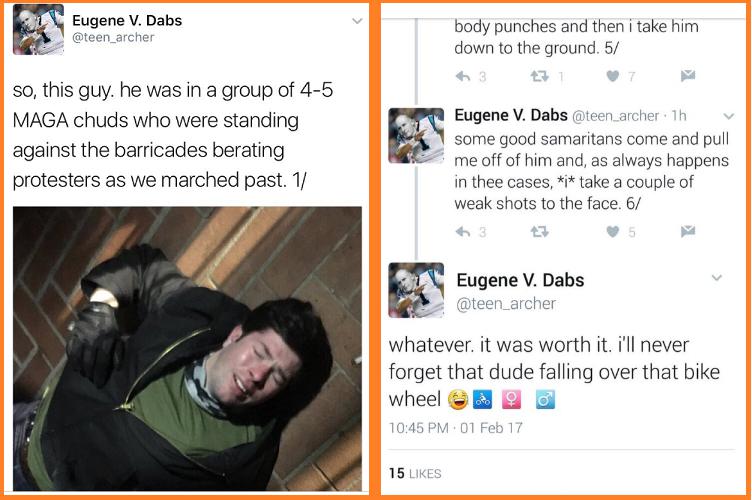 Eugene V. Dabs
@teen_archer
so, this guy. he was in a group of 4-5
MAGA chuds who were standing
against the barricades berating
protesters as we marched past. 1/
body punches and then i take him
down to the ground. 5/
3 1 7
Eugene V. Dabs @teen_archer · 1h
some good samaritans come and pull
me off of him and, as always happens
in thee cases, *i* take a couple of
weak shots to the face. 6/
3 5
Eugene V. Dabs
@teen_archer
whatever. it was worth it. i'll never
forget that dude falling over that bike
wheel 😂 🚴 🚺 ♂️
10:45 PM · 01 Feb 17
15 LIKES